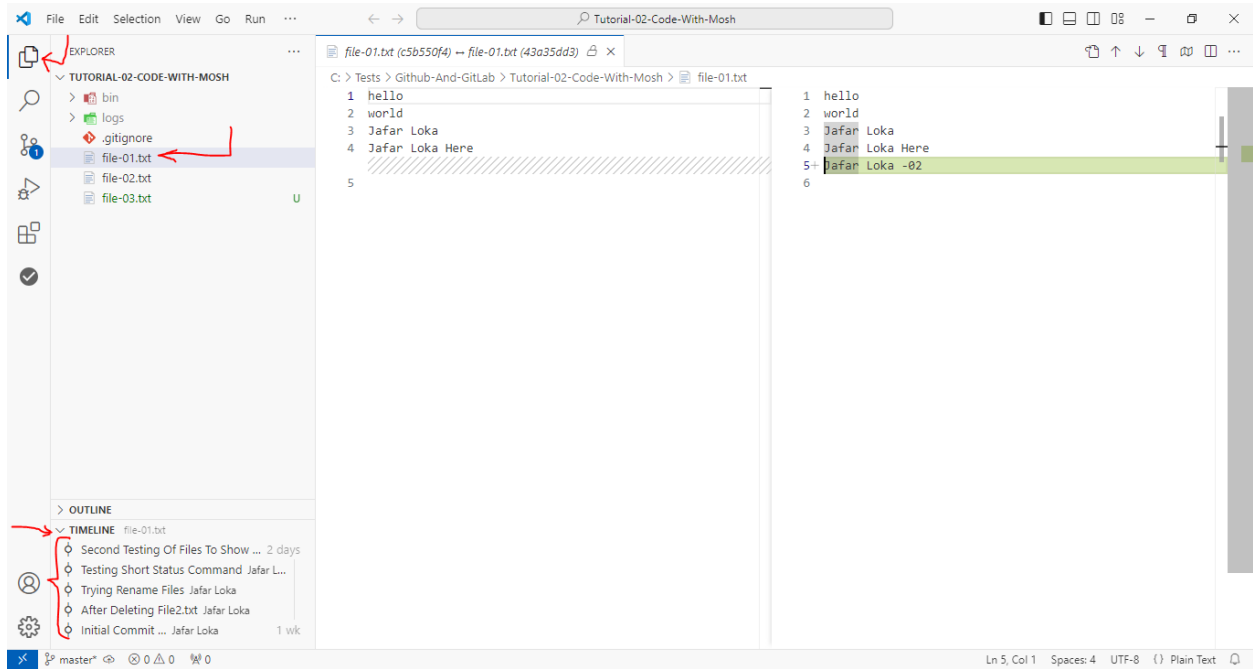 File Edit Selection View Go Run ···
Tutorial-02-Code-With-Mosh
EXPLORER ···
TUTORIAL-02-CODE-WITH-MOSH
bin
logs
.gitignore
file-01.txt
file-02.txt
file-03.txt U
OUTLINE
TIMELINE file-01.txt
Second Testing Of Files To Show ... 2 days
Testing Short Status Command Jafar L...
Trying Rename Files Jafar Loka
After Deleting File2.txt Jafar Loka
Initial Commit ... Jafar Loka 1 wk
file-01.txt (c5b550f4) ↔ file-01.txt (43a35dd3)
C: > Tests > Github-And-GitLab > Tutorial-02-Code-With-Mosh > file-01.txt
1 hello
2 world
3 Jafar Loka
4 Jafar Loka Here
5
1 hello
2 world
3 Jafar Loka
4 Jafar Loka Here
5+ Jafar Loka -02
6
1
master* 0 0 0
Ln 5, Col 1 Spaces: 4 UTF-8 {} Plain Text